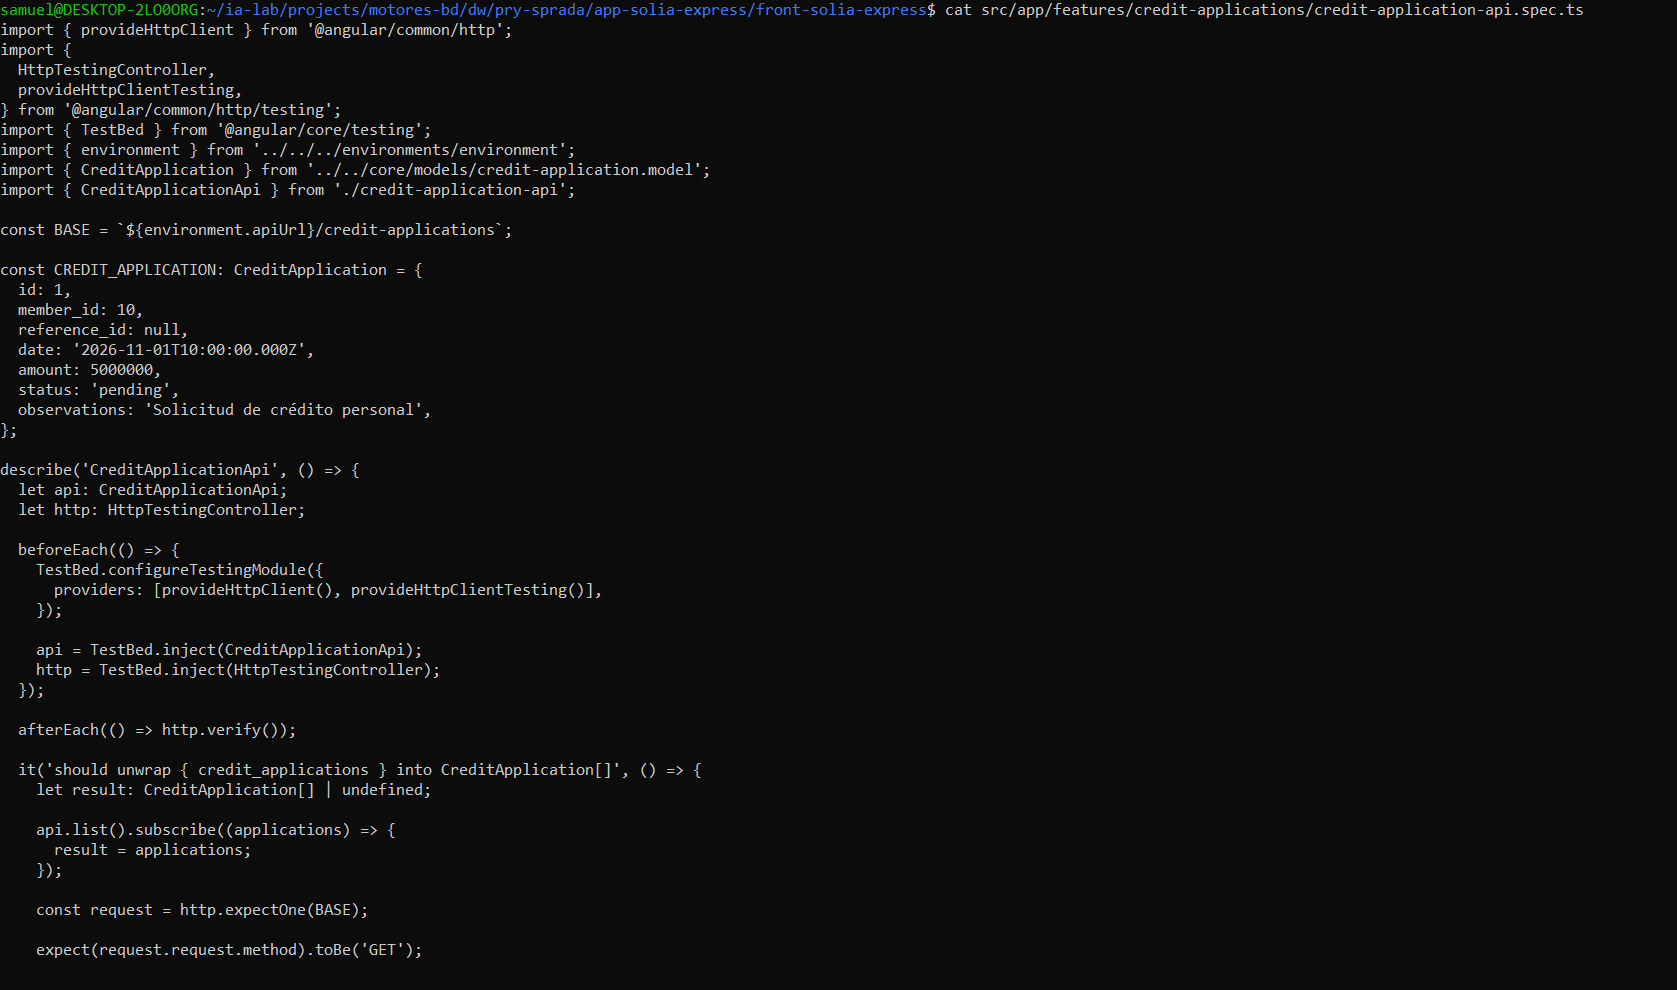 samuel@DESKTOP-2LO0ORG:~/ia-lab/projects/motores-bd/dw/pry-sprada/app-solia-express/front-solia-express$ cat src/app/features/credit-applications/credit-application-api.spec.ts
import { provideHttpClient } from '@angular/common/http';
import {
  HttpTestingController,
  provideHttpClientTesting,
} from '@angular/common/http/testing';
import { TestBed } from '@angular/core/testing';
import { environment } from '../../../environments/environment';
import { CreditApplication } from '../../core/models/credit-application.model';
import { CreditApplicationApi } from './credit-application-api';

const BASE = `${environment.apiUrl}/credit-applications`;

const CREDIT_APPLICATION: CreditApplication = {
  id: 1,
  member_id: 10,
  reference_id: null,
  date: '2026-11-01T10:00:00.000Z',
  amount: 5000000,
  status: 'pending',
  observations: 'Solicitud de crédito personal',
};

describe('CreditApplicationApi', () => {
  let api: CreditApplicationApi;
  let http: HttpTestingController;

  beforeEach(() => {
    TestBed.configureTestingModule({
      providers: [provideHttpClient(), provideHttpClientTesting()],
    });

    api = TestBed.inject(CreditApplicationApi);
    http = TestBed.inject(HttpTestingController);
  });

  afterEach(() => http.verify());

  it('should unwrap { credit_applications } into CreditApplication[]', () => {
    let result: CreditApplication[] | undefined;

    api.list().subscribe((applications) => {
      result = applications;
    });

    const request = http.expectOne(BASE);

    expect(request.request.method).toBe('GET');